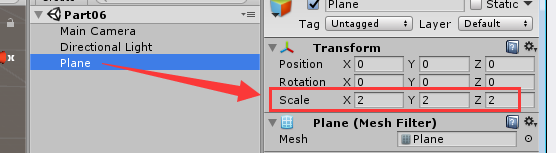 Part06
Main Camera
Directional Light
Plane
Plane Static
Tag Untagged Layer Default
Transform
Position X 0 Y 0 Z 0
Rotation X 0 Y 0 Z 0
Scale X 2 Y 2 Z 2
Plane (Mesh Filter)
Mesh Plane